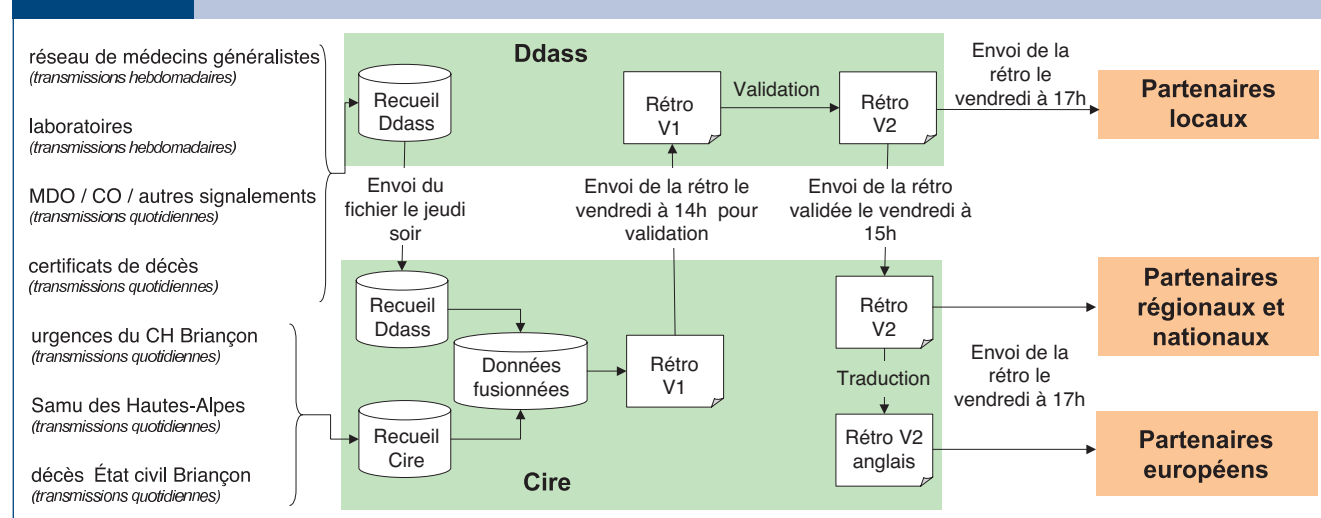 réseau de médecins généralistes
(transmissions hebdomadaires)
laboratoires
(transmissions hebdomadaires)
MDO / CO / autres signalements
(transmissions quotidiennes)
certificats de décès
(transmissions quotidiennes)
urgences du CH Briançon
(transmissions quotidiennes)
Samu des Hautes-Alpes
(transmissions quotidiennes)
décès État civil Briançon
(transmissions quotidiennes)
Ddass
Recueil
Ddass
Rétro
V1
Validation
Rétro
V2
Envoi de la
rétro le
vendredi à 17h
Partenaires
locaux
Envoi du
fichier le jeudi
soir
Envoi de la rétro le
vendredi à 14h pour
validation
Envoi de la rétro
validée le vendredi à
15h
Recueil
Ddass
Données
fusionnées
Rétro
V1
Recueil
Cire
Cire
Rétro
V2
Traduction
Rétro V2
anglais
Partenaires
régionaux et
nationaux
Envoi de la
rétro le
vendredi à 17h
Partenaires
européens